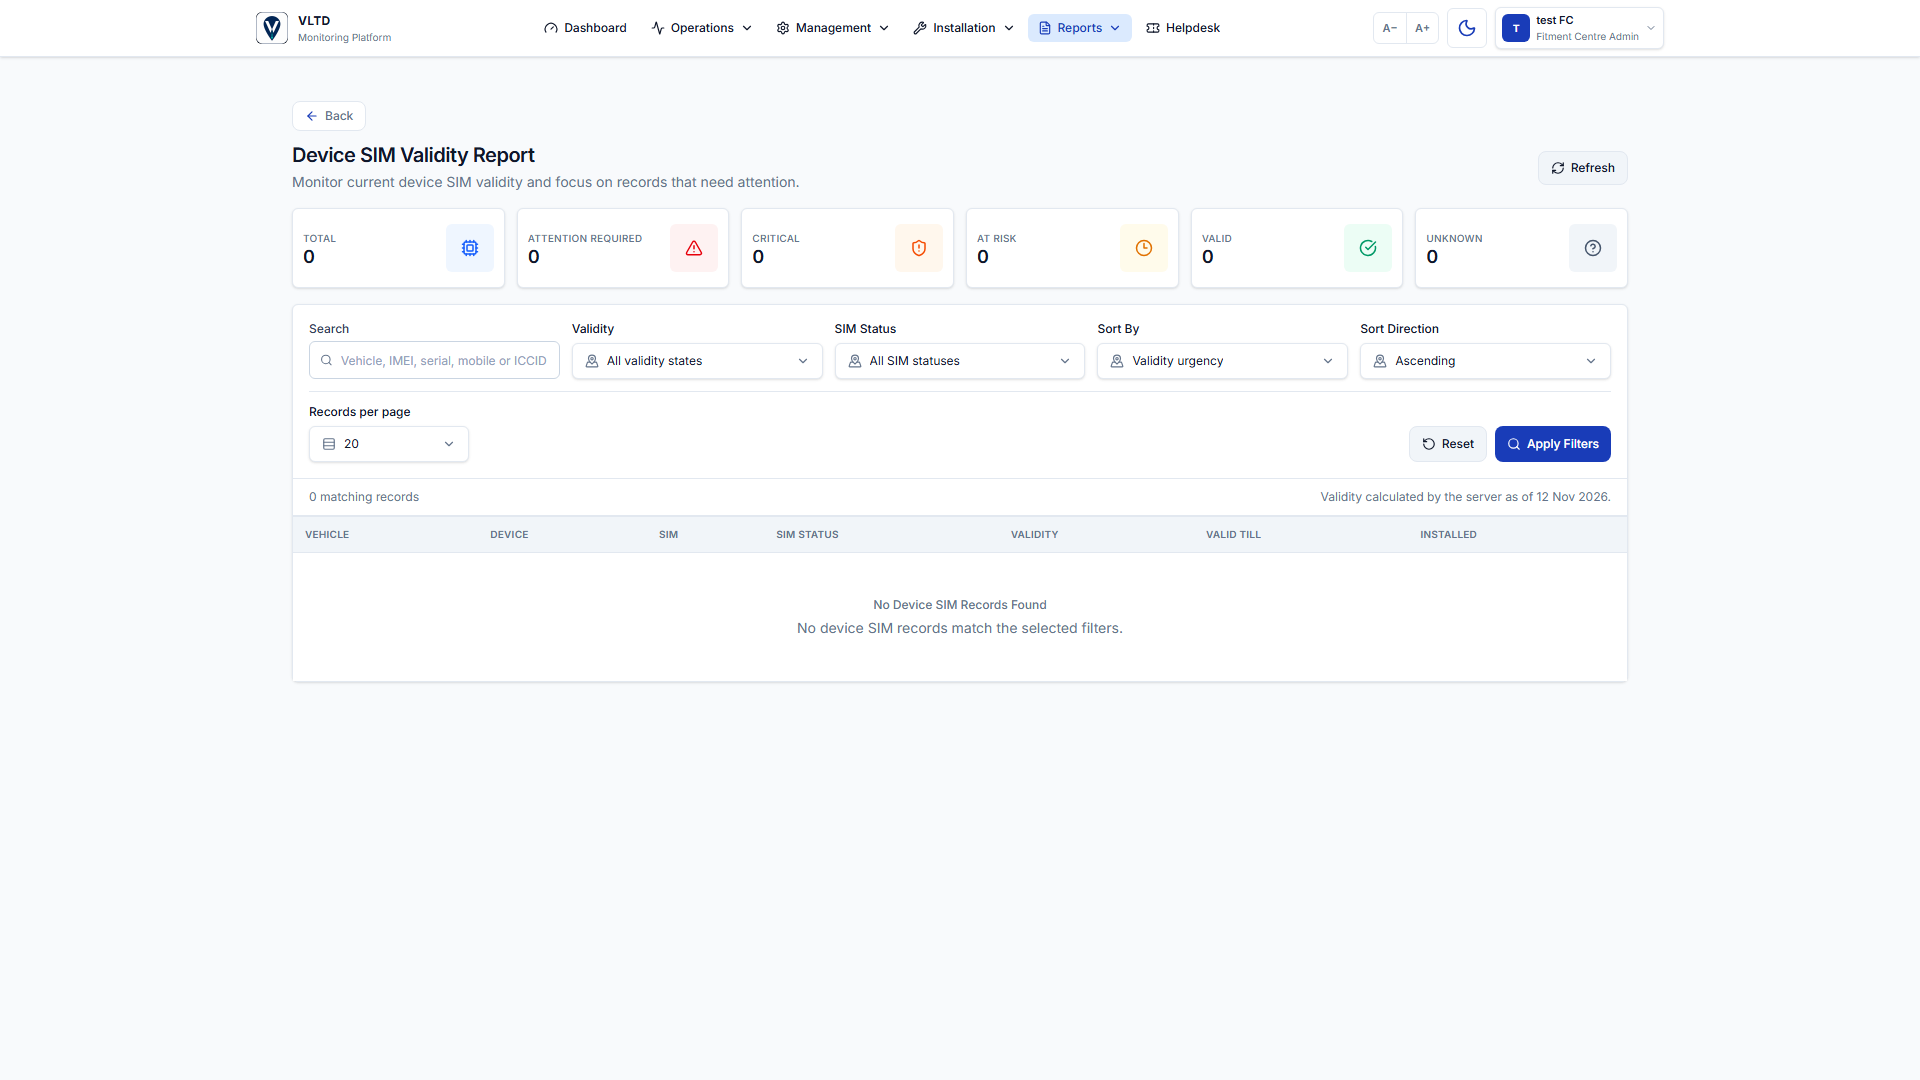 VLTD
Monitoring Platform
Dashboard
Operations
Management
Installation
Reports
Helpdesk
A-
A+
T
test FC
Fitment Centre Admin
Back
Device SIM Validity Report
Monitor current device SIM validity and focus on records that need attention.
Refresh
TOTAL
0
ATTENTION REQUIRED
0
CRITICAL
0
AT RISK
0
VALID
0
UNKNOWN
0
Search
Vehicle, IMEI, serial, mobile or ICCID
Validity
All validity states
SIM Status
All SIM statuses
Sort By
Validity urgency
Sort Direction
Ascending
Records per page
20
Reset
Apply Filters
0 matching records
Validity calculated by the server as of 12 Nov 2026.
VEHICLE DEVICE SIM SIM STATUS VALIDITY VALID TILL INSTALLED
No Device SIM Records Found
No device SIM records match the selected filters.